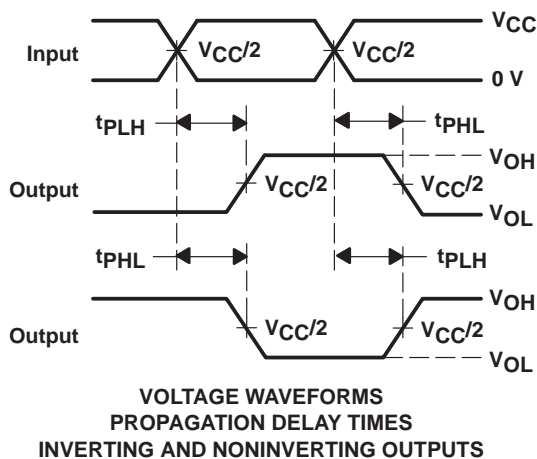 VCC
Input
VCC/2
VCC/2
0 V
tPLH
tPHL
VOH
Output
VCC/2
VCC/2
VOL
tPHL
tPLH
VOH
Output
VCC/2
VCC/2
VOL
VOLTAGE WAVEFORMS
PROPAGATION DELAY TIMES
INVERTING AND NONINVERTING OUTPUTS